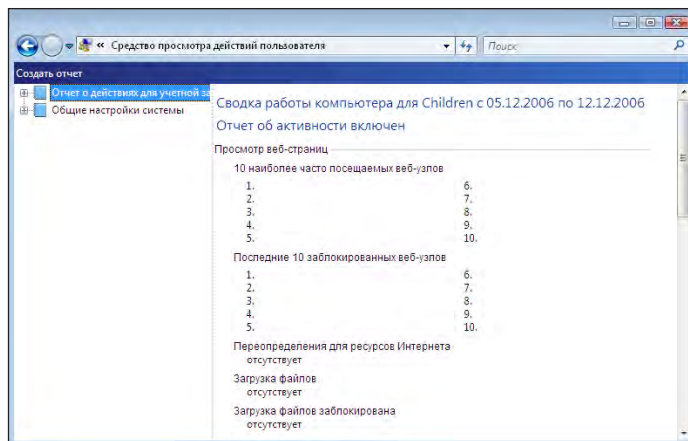 « Средство просмотра действий пользователя
Поиск
Создать отчет
Отчет о действиях для учетной за
Общие настройки системы
Сводка работы компьютера для Children с 05.12.2006 по 12.12.2006
Отчет об активности включен
Просмотр веб-страниц
10 наиболее часто посещаемых веб-узлов
1. 6.
2. 7.
3. 8.
4. 9.
5. 10.
Последние 10 заблокированных веб-узлов
1. 6.
2. 7.
3. 8.
4. 9.
5. 10.
Переопределения для ресурсов Интернета
отсутствует
Загрузка файлов
отсутствует
Загрузка файлов заблокирована
отсутствует